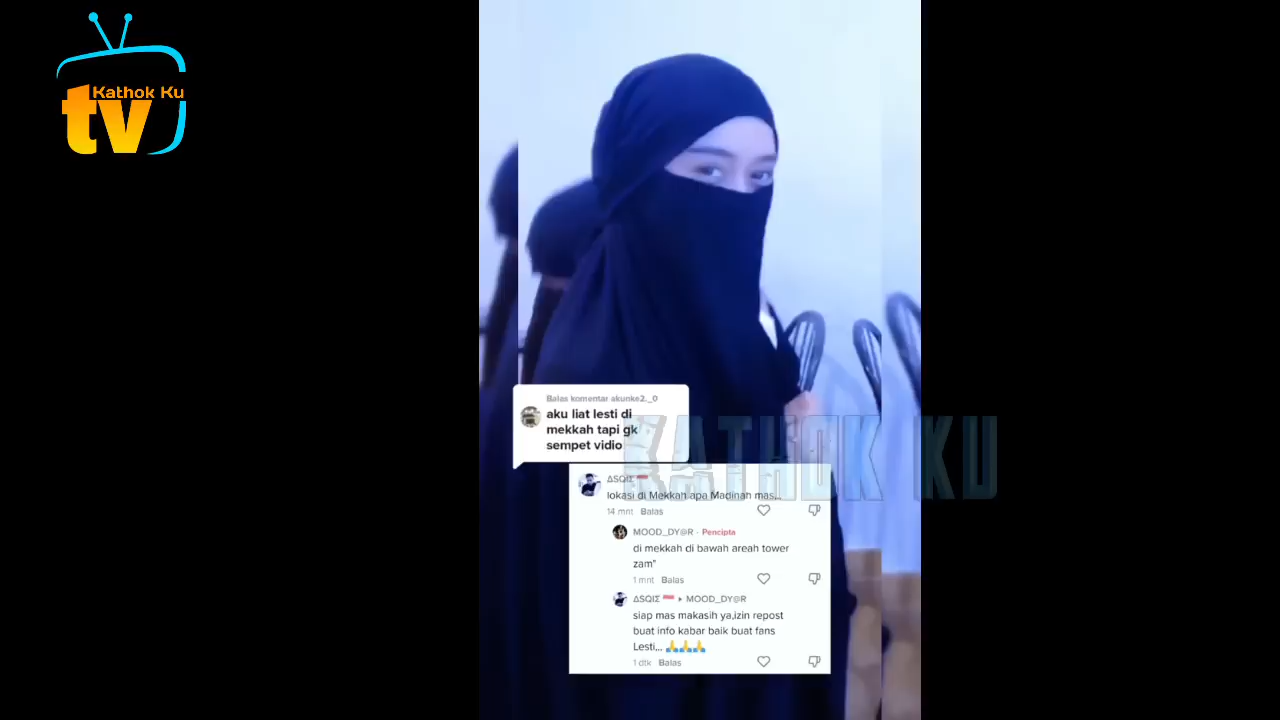 Kathok Ku
tv
Balas komentar akunke2._0
aku liat lesti di
mekkah tapi gk
sempet vidio
KATHOK KU
ΔSQIΣ 🇮🇩
lokasi di Mekkah apa Madinah mas,..
14 mnt Balas
MOOD_DY@R · Pencipta
di mekkah di bawah areah tower
zam"
1 mnt Balas
ΔSQIΣ 🇮🇩 ▸ MOOD_DY@R
siap mas makasih ya,izin repost
buat info kabar baik buat fans
Lesti,.. 🙏🙏🙏
1 dtk Balas